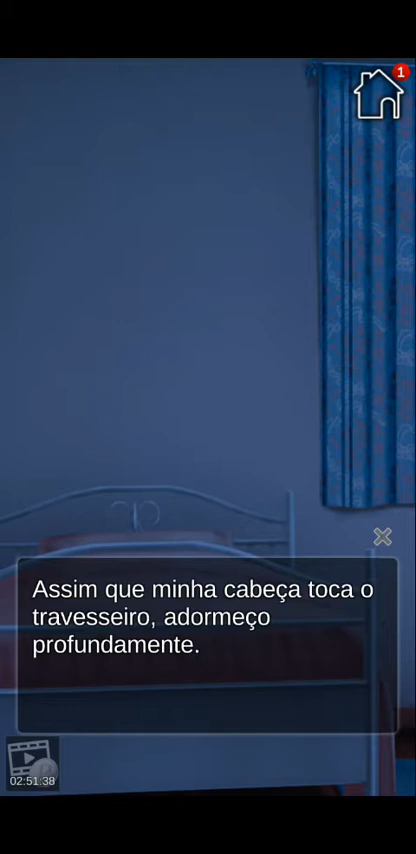 1
Assim que minha cabeça toca o
travesseiro, adormeço
profundamente.
02:51:38